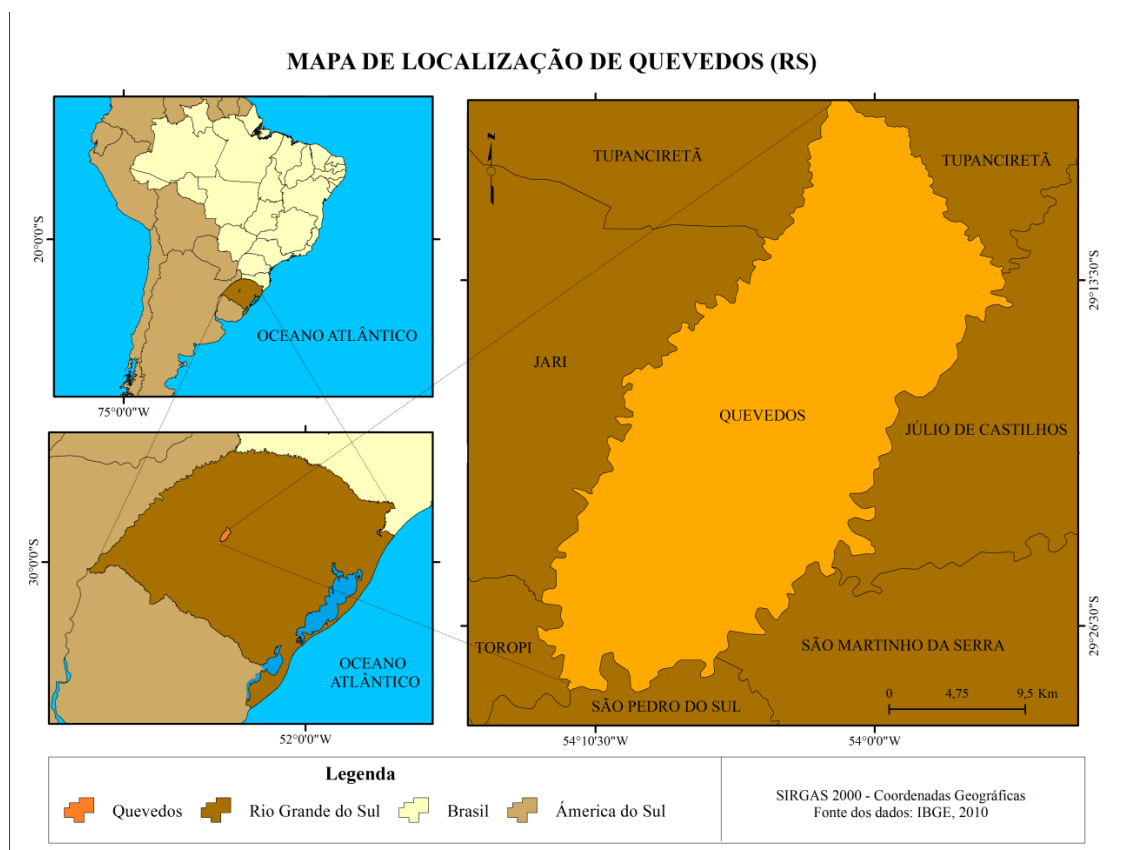 MAPA DE LOCALIZAÇÃO DE QUEVEDOS (RS)
20°0'0"S
OCEANO ATLÂNTICO
75°0'0"W
30°0'0"S
OCEANO
ATLÂNTICO
52°0'0"W
N
TUPANCIRETÃ
TUPANCIRETÃ
29°13'30"S
JARI
QUEVEDOS
JÚLIO DE CASTILHOS
29°26'30"S
TOROPI
SÃO MARTINHO DA SERRA
SÃO PEDRO DO SUL
0 4,75 9,5 Km
54°10'30"W
54°0'0"W
Legenda
Quevedos
Rio Grande do Sul
Brasil
Ámerica do Sul
SIRGAS 2000 - Coordenadas Geográficas
Fonte dos dados: IBGE, 2010